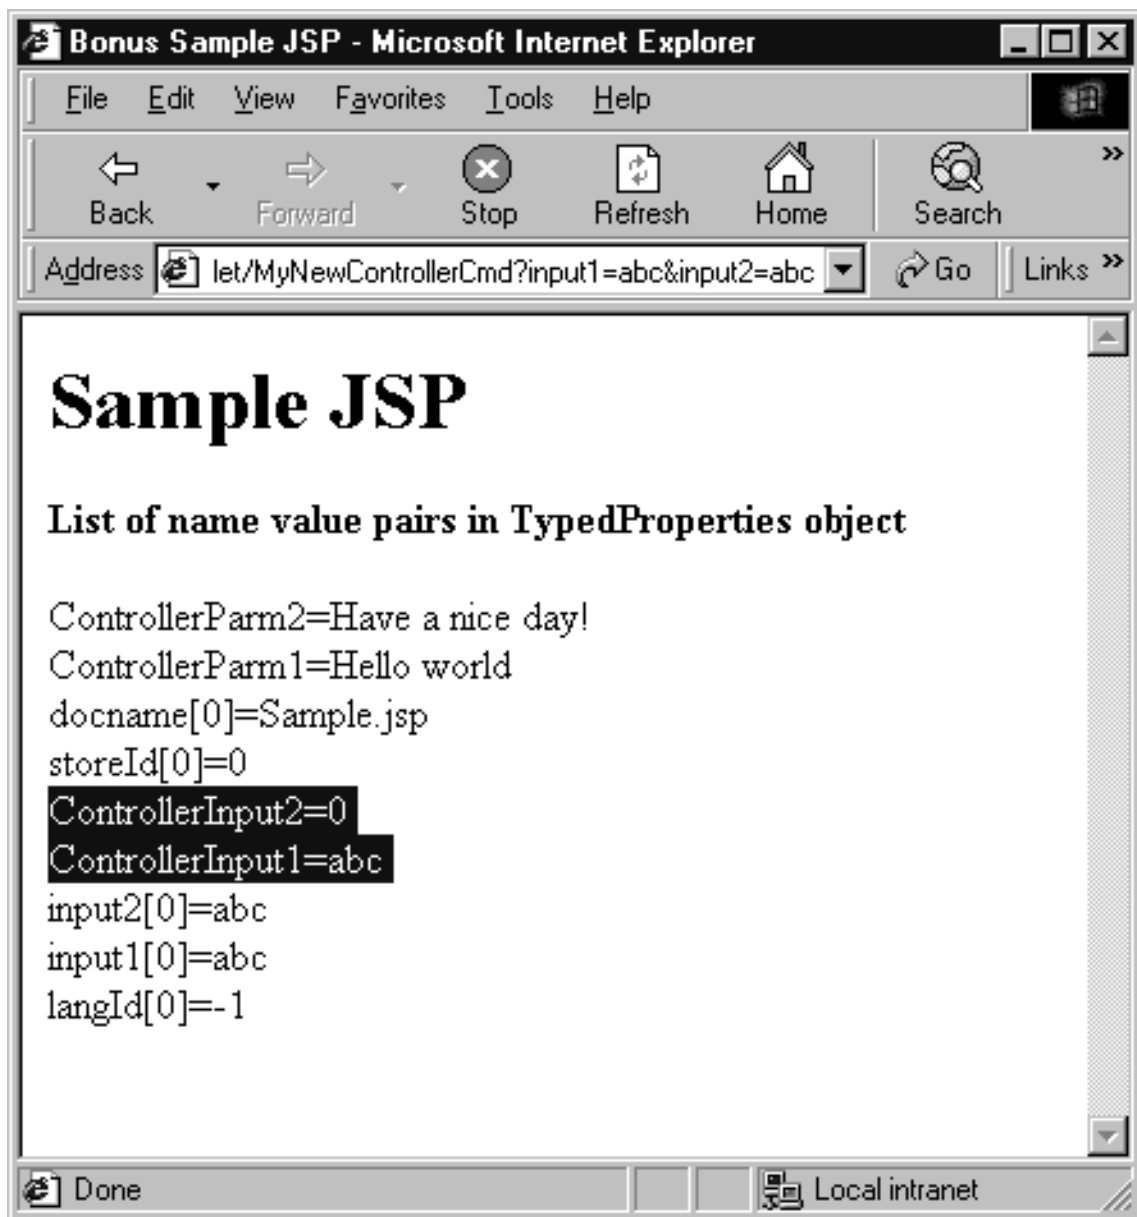 Bonus Sample JSP - Microsoft Internet Explorer
File Edit View Favorites Tools Help
Back Forward Stop Refresh Home Search »
Address let/MyNewControllerCmd?input1=abc&input2=abc Go Links »
Sample JSP
List of name value pairs in TypedProperties object
ControllerParm2=Have a nice day!
ControllerParm1=Hello world
docname[0]=Sample.jsp
storeId[0]=0
ControllerInput2=0
ControllerInput1=abc
input2[0]=abc
input1[0]=abc
langId[0]=-1
Done Local intranet